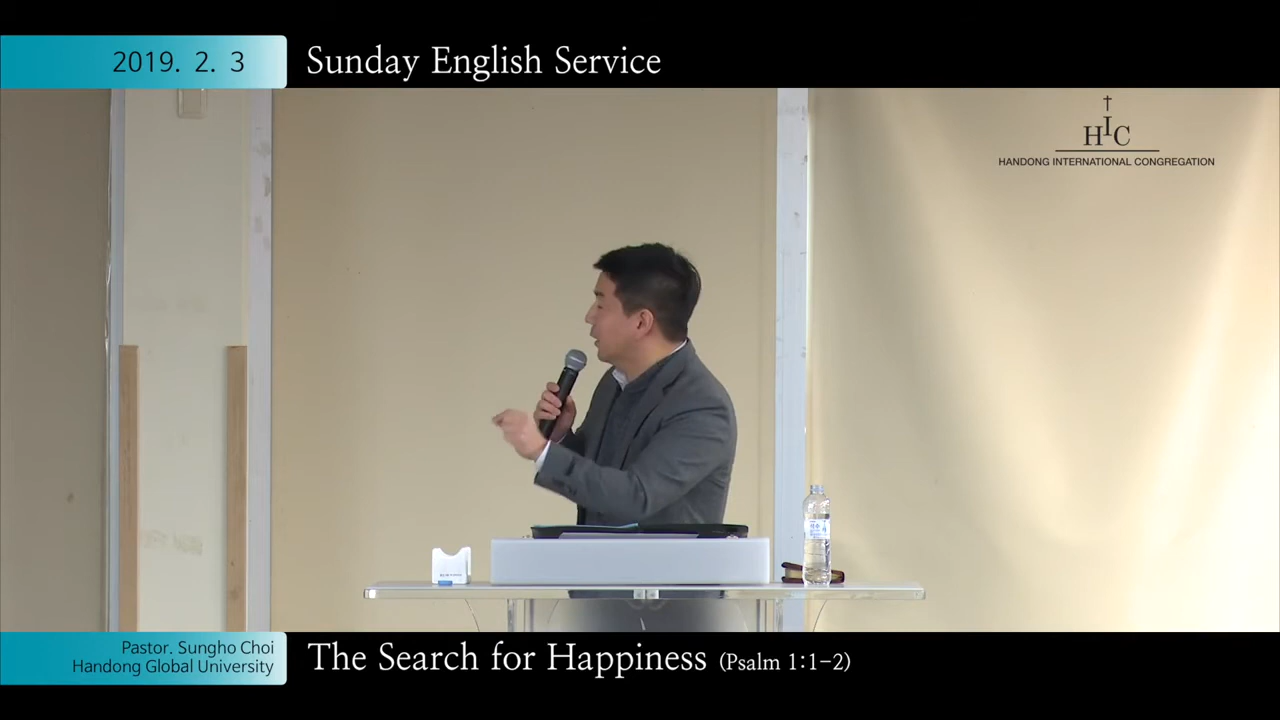 2019. 2. 3
Sunday English Service
HIC
HANDONG INTERNATIONAL CONGREGATION
Pastor. Sungho Choi
Handong Global University
The Search for Happiness (Psalm 1:1-2)